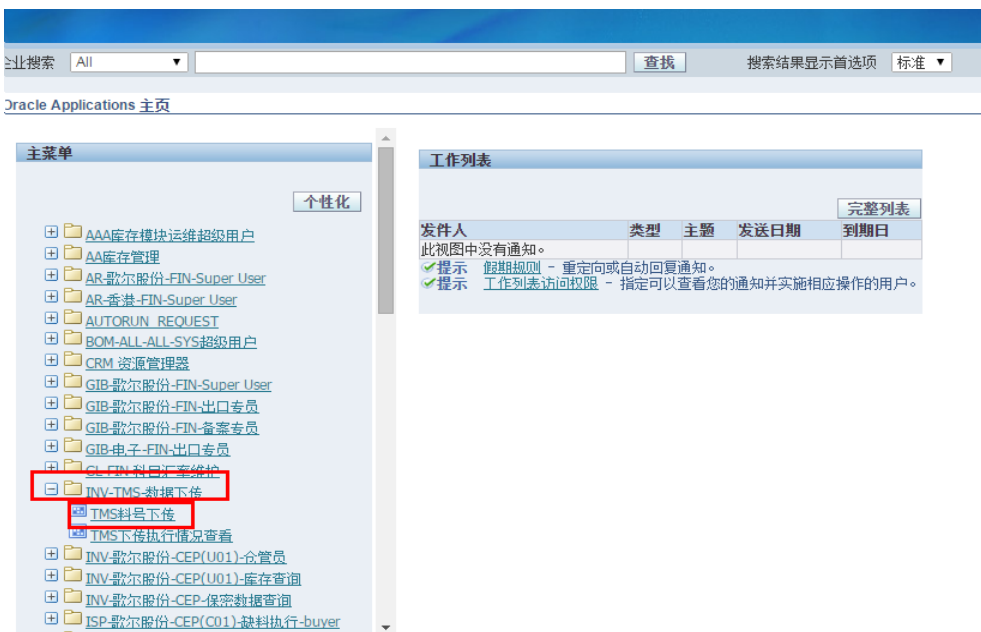 企业搜索 All 查找 搜索结果显示首选项 标准
Oracle Applications 主页
主菜单
个性化
AAA库存模块运维超级用户
AA库存管理
AR-歌尔股份-FIN-Super User
AR-香港-FIN-Super User
AUTORUN_REQUEST
BOM-ALL-ALL-SYS超级用户
CRM 资源管理器
GIB-歌尔股份-FIN-Super User
GIB-歌尔股份-FIN-出口专员
GIB-歌尔股份-FIN-备案专员
GIB-电子-FIN-出口专员
GL-FIN-科目汇率维护
INV-TMS-数据下传
TMS料号下传
TMS下传执行情况查看
INV-歌尔股份-CEP(U01)-仓管员
INV-歌尔股份-CEP(U01)-库存查询
INV-歌尔股份-CEP-保密数据查询
ISP-歌尔股份-CEP(C01)-缺料执行-buyer
工作列表
完整列表
发件人 类型 主题 发送日期 到期日
此视图中没有通知。
提示 假期规则 - 重定向或自动回复通知。
提示 工作列表访问权限 - 指定可以查看您的通知并实施相应操作的用户。